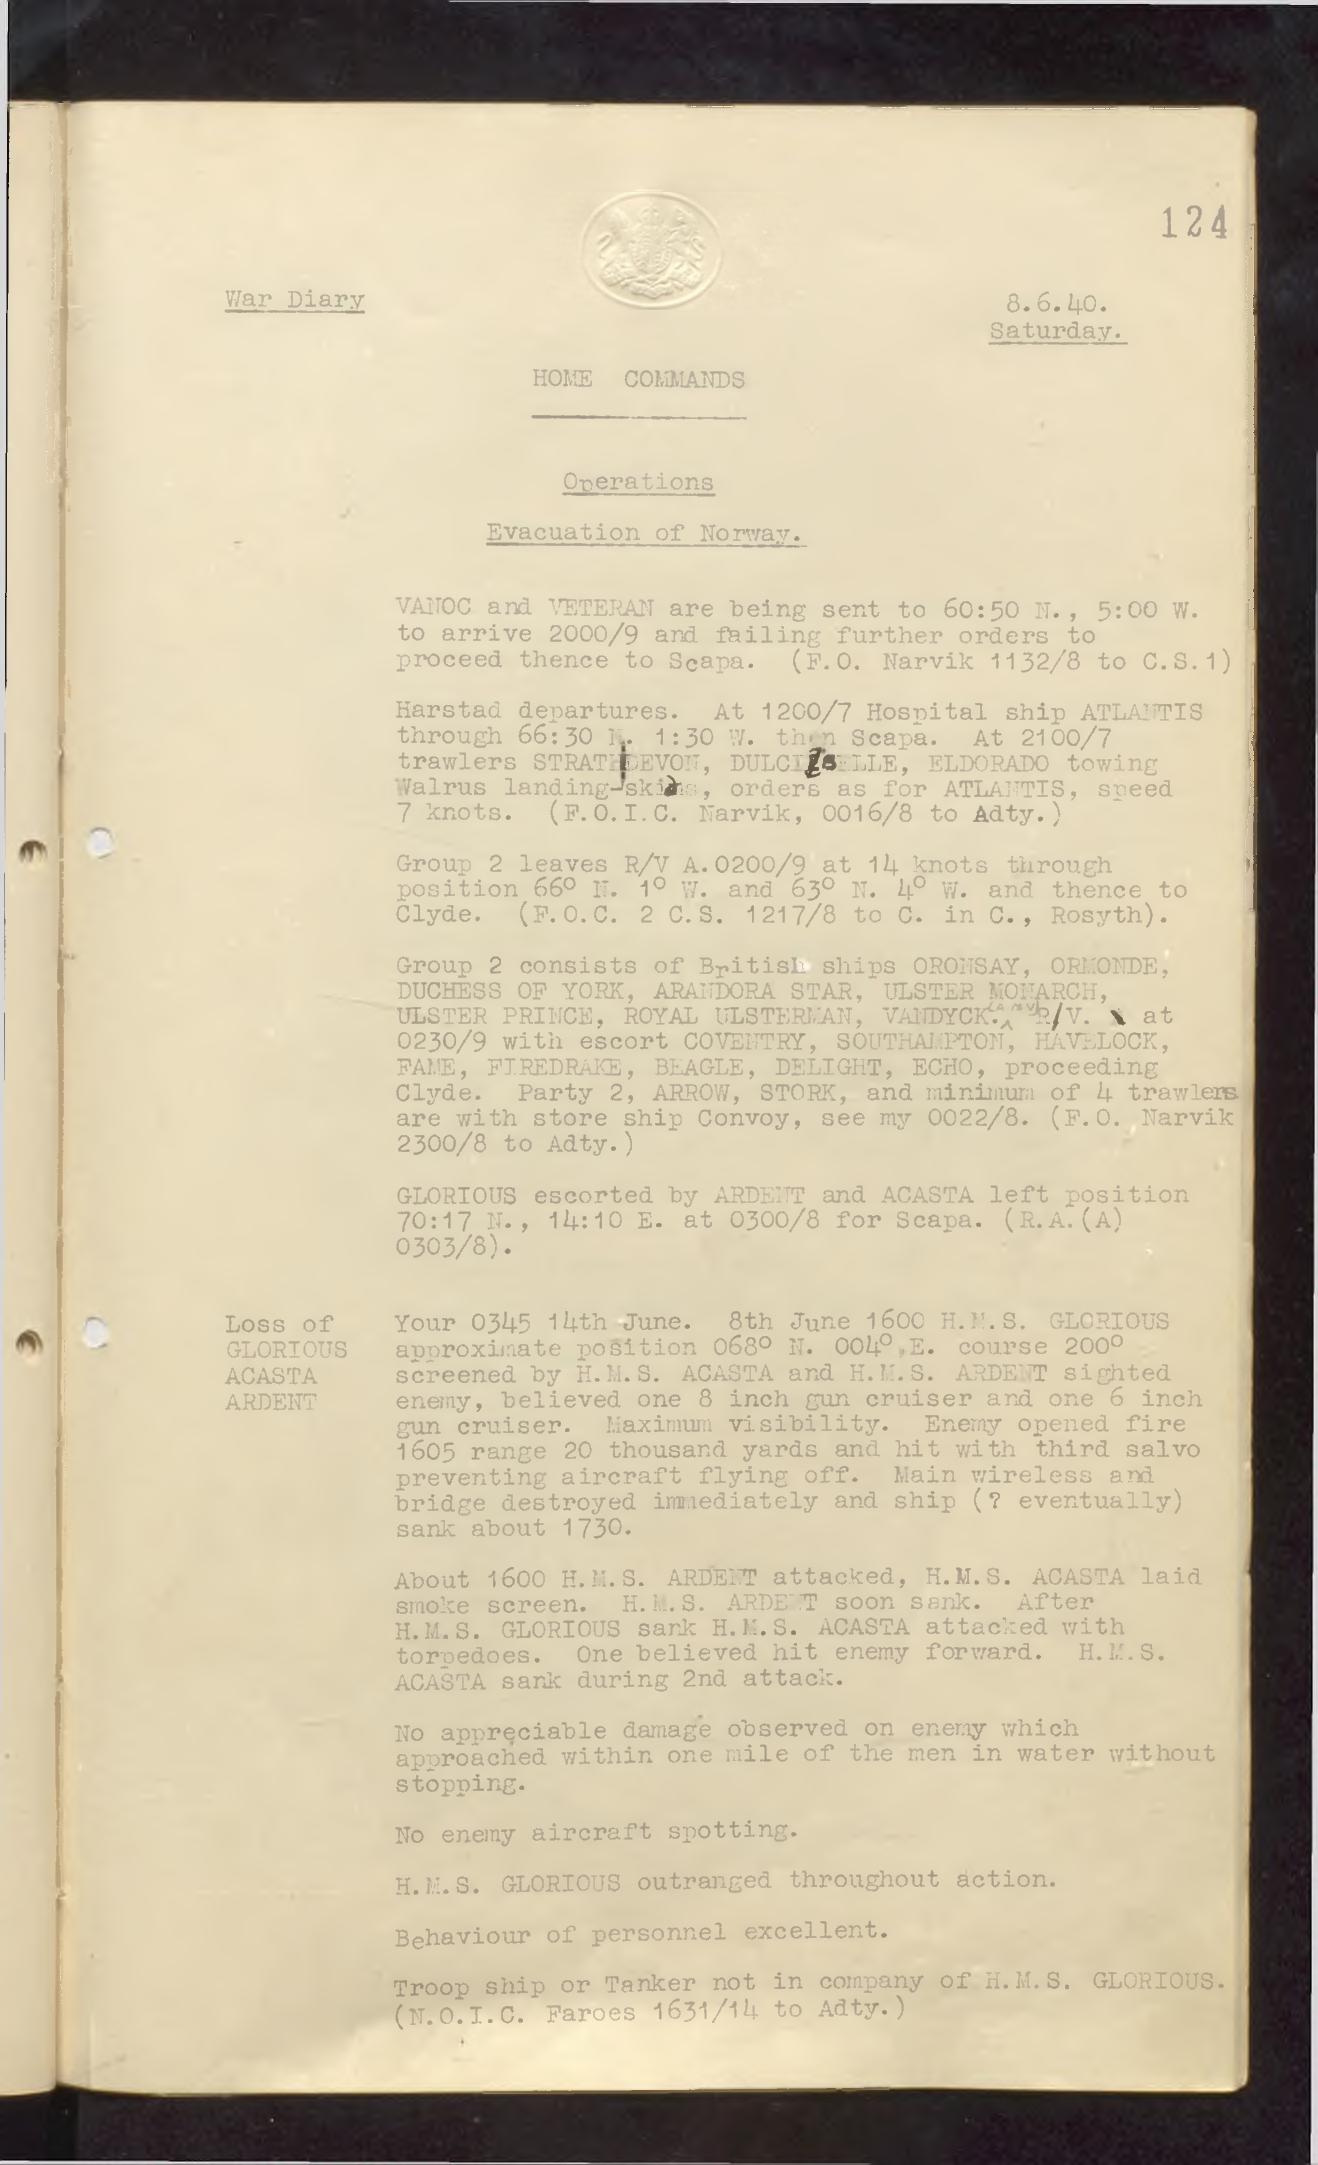 124
War Diary
8.6.40.
Saturday.
HOME COMMANDS
Operations
Evacuation of Norway.
VANOC and VETERAN are being sent to 60:50 N., 5:00 W.
to arrive 2000/9 and failing further orders to
proceed thence to Scapa. (F.O. Narvik 1132/8 to C.S.1)
Harstad departures. At 1200/7 Hospital ship ATLANTIS
through 66:30 N. 1:30 W. then Scapa. At 2100/7
trawlers STRATHDEVON, ELDORADO towing
Walrus landing orders as for ATLANTIS, speed
7 knots. (F.O.I.C. Narvik, 0016/8 to Adty.)
Group 2 leaves R/V A.0200/9 at 14 knots through
position 66° N. 1° W. and 63° N. 4° W. and thence to
Clyde. (F.O.C. 2 C.S. 1217/8 to C. in C., Rosyth).
Group 2 consists of British ships ORONSAY, ORMONDE,
DUCHESS OF YORK, ARANDORA STAR, ULSTER MONARCH,
ULSTER PRINCE, ROYAL ULSTERMAN, VANDYCK. R/V. at
0230/9 with escort COVENTRY, SOUTHAMPTON, HAVELOCK,
FAME, FIREDRAKE, BEAGLE, DELIGHT, ECHO, proceeding
Clyde. Party 2, ARROW, STORK, and minimum of 4 trawlers
are with store ship Convoy, see my 0022/8. (F.O. Narvik
2300/8 to Adty.)
GLORIOUS escorted by ARDENT and ACASTA left position
70:17 N., 14:10 E. at 0300/8 for Scapa. (R.A.(A)
0303/8).
Loss of
GLORIOUS
ACASTA
ARDENT
Your 0345 14th June. 8th June 1600 H.M.S. GLORIOUS
approximate position 068° N. 004° E. course 200°
screened by H.M.S. ACASTA and H.M.S. ARDENT sighted
enemy, believed one 8 inch gun cruiser and one 6 inch
gun cruiser. Maximum visibility. Enemy opened fire
1605 range 20 thousand yards and hit with third salvo
preventing aircraft flying off. Main wireless and
bridge destroyed immediately and ship (? eventually)
sank about 1730.
About 1600 H.M.S. ARDENT attacked, H.M.S. ACASTA laid
smoke screen. H.M.S. ARDENT soon sank. After
H.M.S. GLORIOUS sank H.M.S. ACASTA attacked with
torpedoes. One believed hit enemy forward. H.M.S.
ACASTA sank during 2nd attack.
No appreciable damage observed on enemy which
approached within one mile of the men in water without
stopping.
No enemy aircraft spotting.
H.M.S. GLORIOUS outranged throughout action.
Behaviour of personnel excellent.
Troop ship or Tanker not in company of H.M.S. GLORIOUS.
(N.O.I.C. Faroes 1631/14 to Adty.)